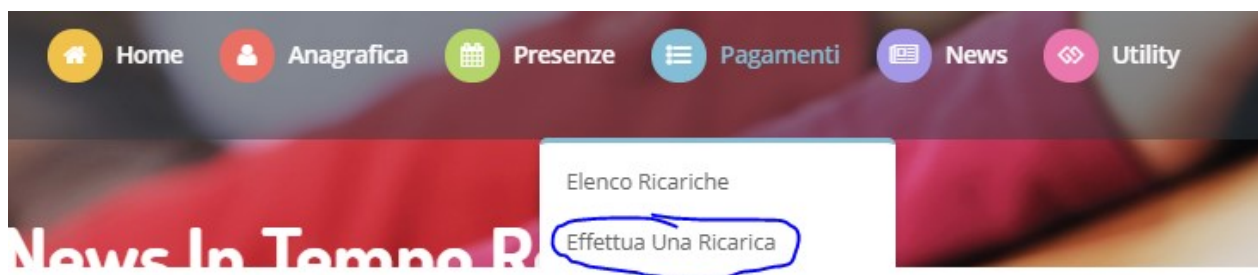 Home Anagrafica Presenze Pagamenti News Utility
Elenco Ricariche
Effettua Una Ricarica
News In Tempo